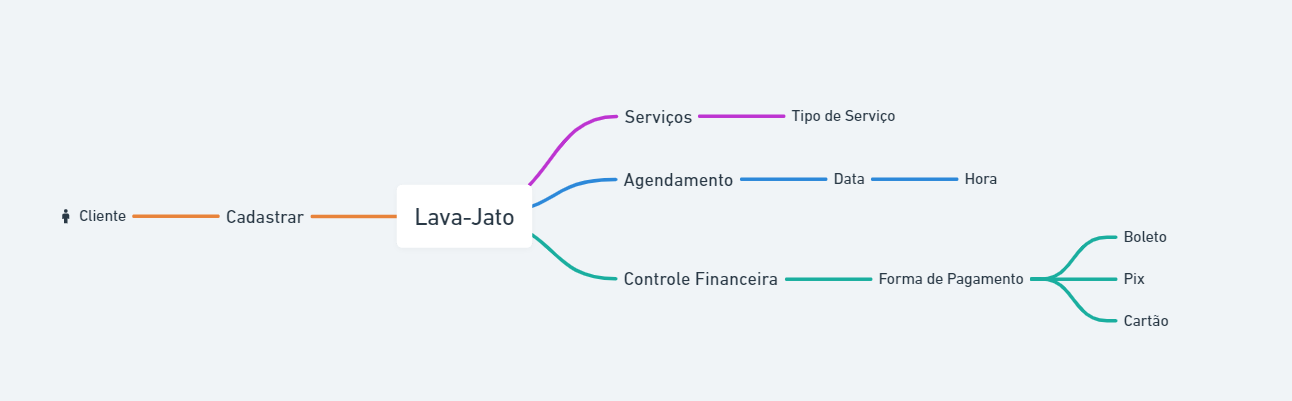 Serviços
Tipo de Serviço
Agendamento
Data
Hora
Cliente
Cadastrar
Lava-Jato
Controle Financeira
Forma de Pagamento
Boleto
Pix
Cartão